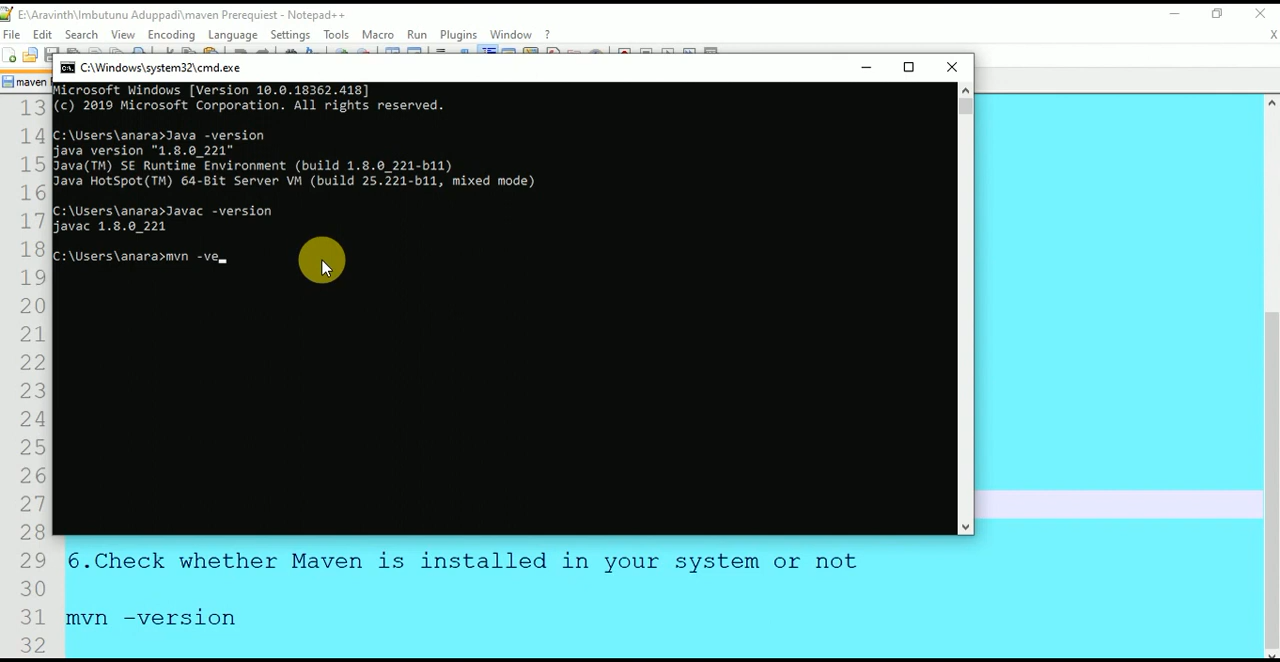 E:\Aravinth\Imbutunu Aduppadi\maven Prerequiest - Notepad++
File Edit Search View Encoding Language Settings Tools Macro Run Plugins Window ? X
C:\Windows\system32\cmd.exe
maven
Microsoft Windows [Version 10.0.18362.418]
(c) 2019 Microsoft Corporation. All rights reserved.
C:\Users\anara>Java -version
java version "1.8.0_221"
Java(TM) SE Runtime Environment (build 1.8.0_221-b11)
Java HotSpot(TM) 64-Bit Server VM (build 25.221-b11, mixed mode)
C:\Users\anara>Javac -version
javac 1.8.0_221
C:\Users\anara>mvn -ve_
13
14
15
16
17
18
19
20
21
22
23
24
25
26
27
28
29 6.Check whether Maven is installed in your system or not
30
31 mvn -version
32